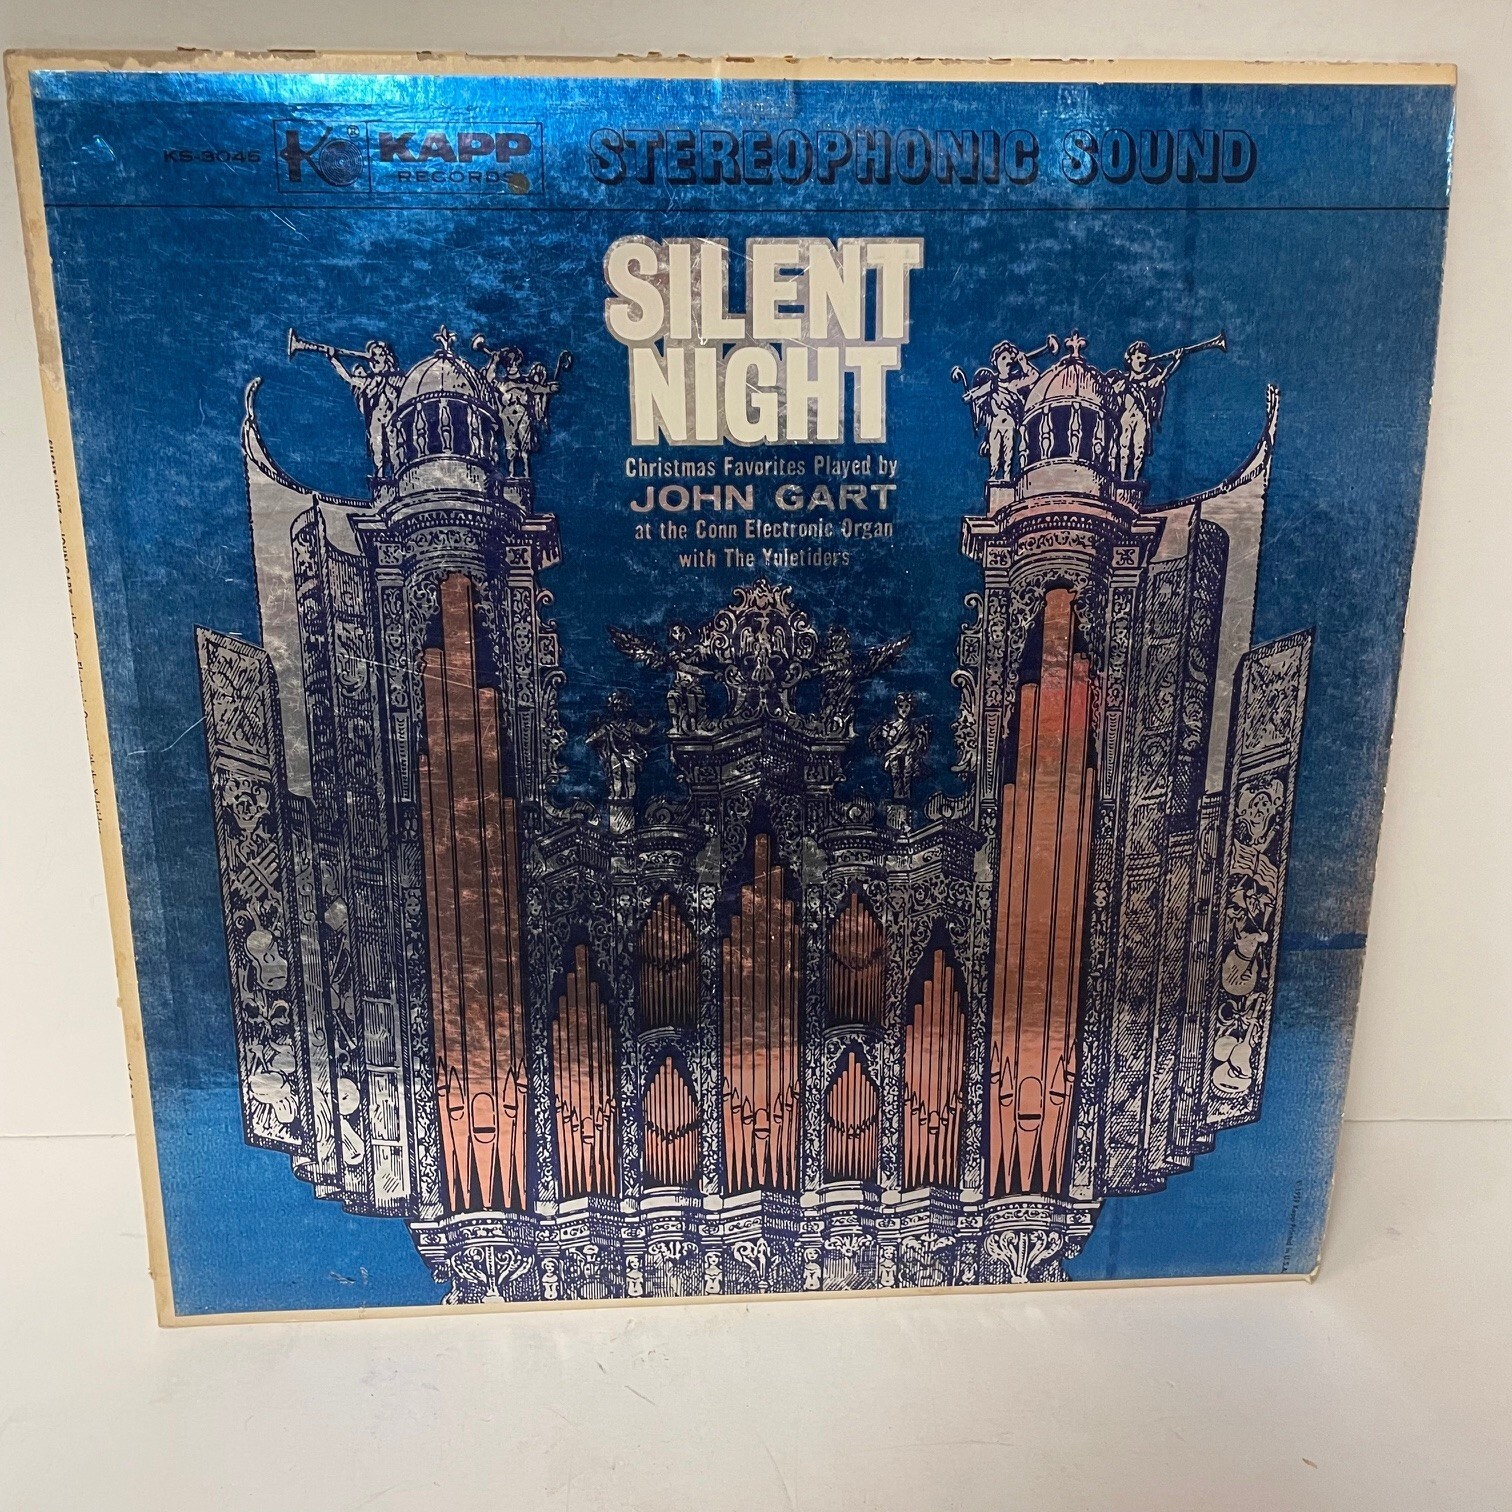 KS-3045
K ®
KAPP
RECORDS
STEREOPHONIC SOUND
SILENT
NIGHT
Christmas Favorites Played by
JOHN GART
at the Conn Electronic Organ
with The Yuletiders